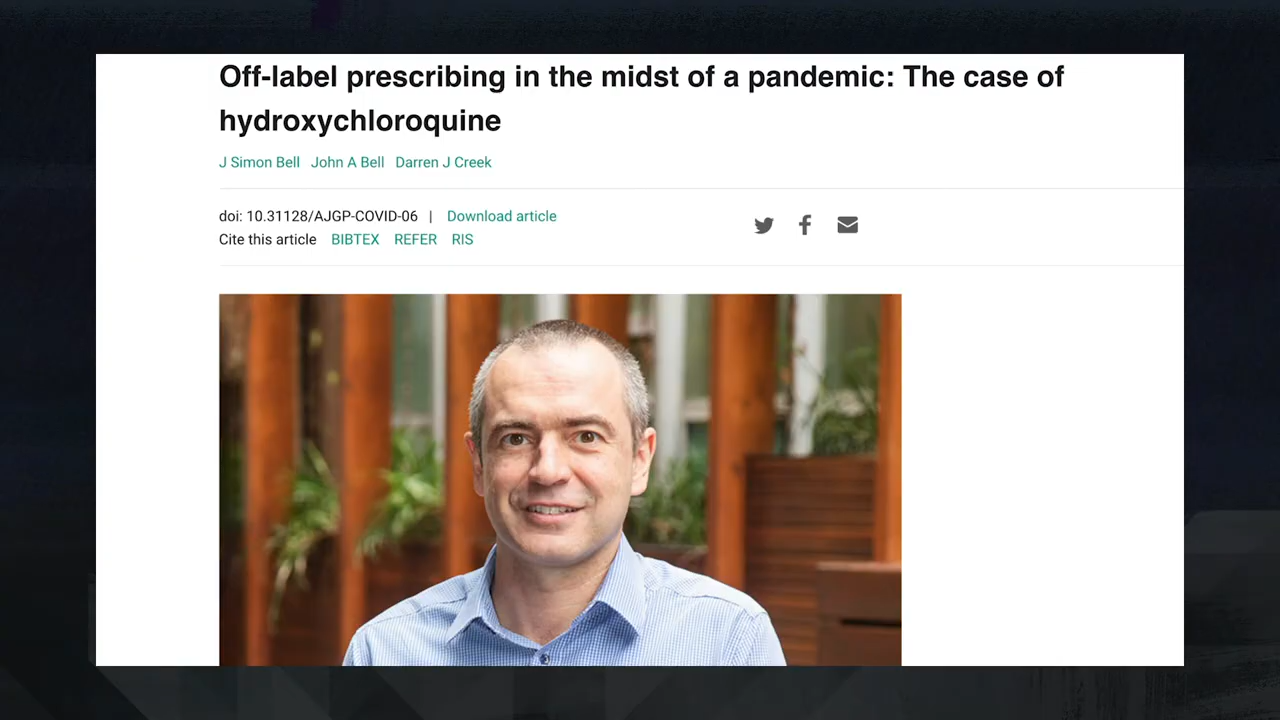 Off-label prescribing in the midst of a pandemic: The case of
hydroxychloroquine
J Simon Bell John A Bell Darren J Creek
doi: 10.31128/AJGP-COVID-06 | Download article
Cite this article BIBTEX REFER RIS